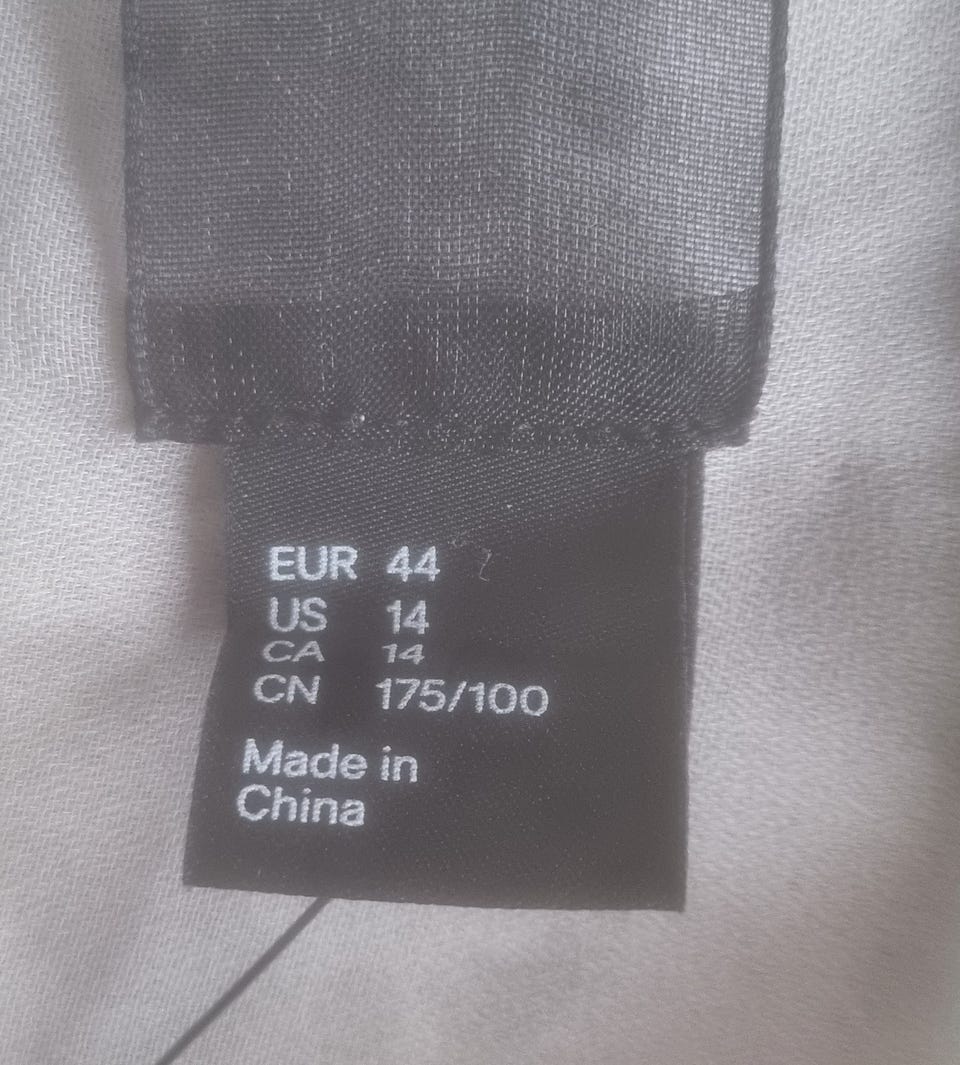 EUR 44
US 14
CA 14
CN 175/100
Made in
China